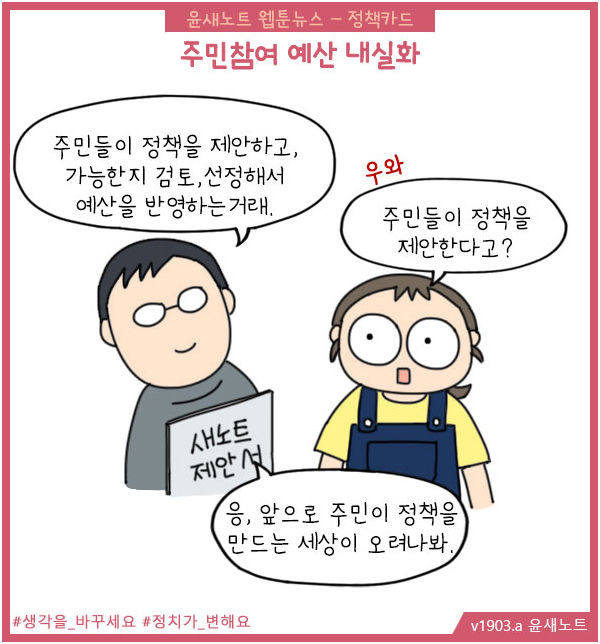 윤새노트 웹툰뉴스 – 정책카드
주민참여 예산 내실화
주민들이 정책을 제안하고,
가능한지 검토,선정해서
예산을 반영하는거래.
우와
주민들이 정책을
제안한다고?
새노트
제안서
응, 앞으로 주민이 정책을
만드는 세상이 오려나봐.
#생각을_바꾸세요 #정치가_변해요
v1903.a 윤새노트